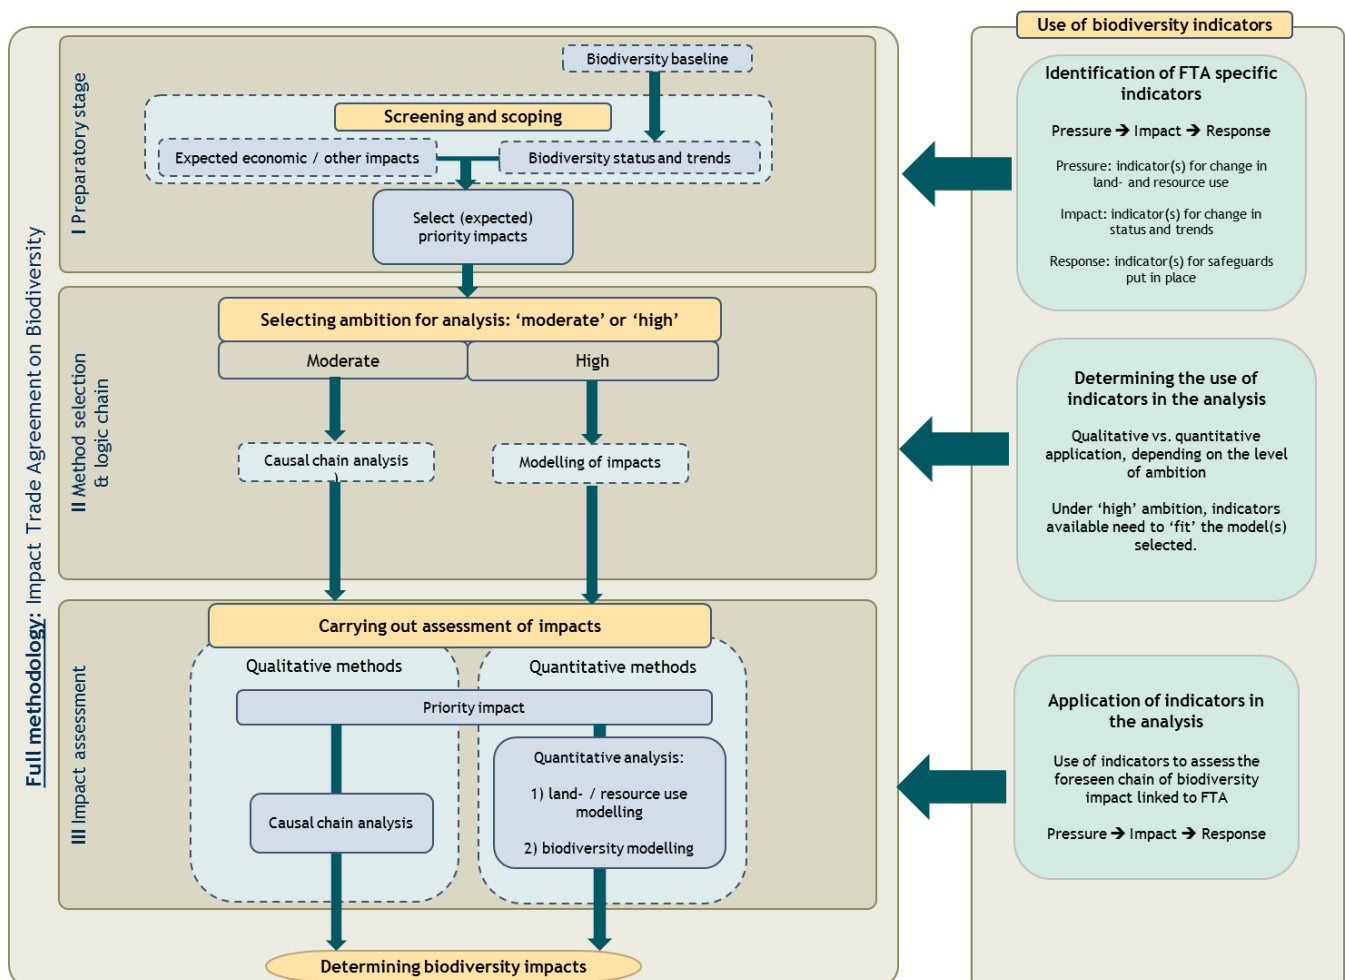 Full methodology: Impact Trade Agreement on Biodiversity
I Preparatory stage
Biodiversity baseline
Screening and scoping
Expected economic / other impacts
Biodiversity status and trends
Select (expected)
priority impacts
II Method selection
& logic chain
Selecting ambition for analysis: ‘moderate’ or ‘high’
Moderate
High
Causal chain analysis
)
Modelling of impacts
III Impact assessment
Carrying out assessment of impacts
Qualitative methods
Quantitative methods
Priority impact
Causal chain analysis
Quantitative analysis:
1) land- / resource use
modelling
2) biodiversity modelling
Determining biodiversity impacts
Use of biodiversity indicators
Identification of FTA specific
indicators
Pressure ➔ Impact ➔ Response
Pressure: indicator(s) for change in
land- and resource use
Impact: indicator(s) for change in
status and trends
Response: indicator(s) for safeguards
put in place
Determining the use of
indicators in the analysis
Qualitative vs. quantitative
application, depending on the level
of ambition
Under ‘high’ ambition, indicators
available need to ‘fit’ the model(s)
selected.
Application of indicators in
the analysis
Use of indicators to assess the
foreseen chain of biodiversity
impact linked to FTA
Pressure ➔ Impact ➔ Response